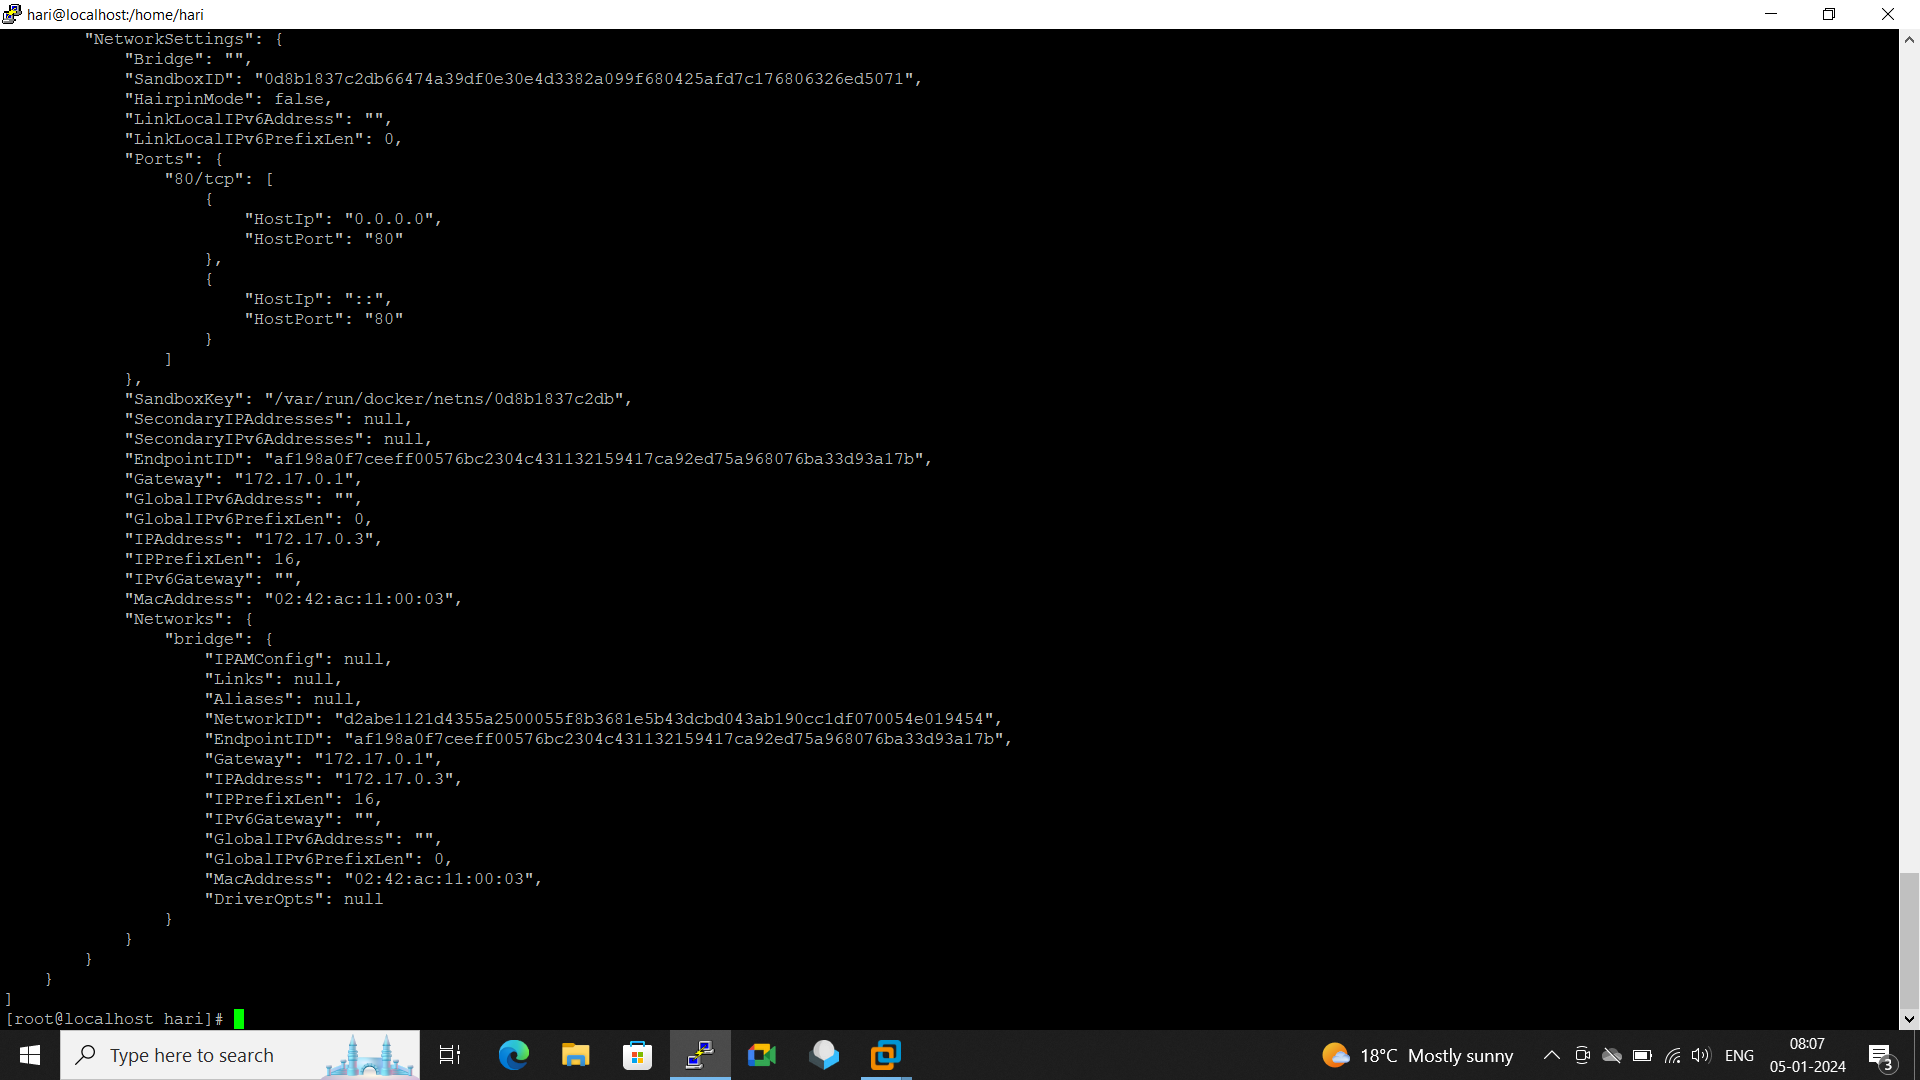 hari@localhost:/home/hari
"NetworkSettings": {
"Bridge": "",
"SandboxID": "0d8b1837c2db66474a39df0e30e4d3382a099f680425afd7c176806326ed5071",
"HairpinMode": false,
"LinkLocalIPv6Address": "",
"LinkLocalIPv6PrefixLen": 0,
"Ports": {
"80/tcp": [
{
"HostIp": "0.0.0.0",
"HostPort": "80"
},
{
"HostIp": "::",
"HostPort": "80"
}
]
},
"SandboxKey": "/var/run/docker/netns/0d8b1837c2db",
"SecondaryIPAddresses": null,
"SecondaryIPv6Addresses": null,
"EndpointID": "af198a0f7ceeff00576bc2304c431132159417ca92ed75a968076ba33d93a17b",
"Gateway": "172.17.0.1",
"GlobalIPv6Address": "",
"GlobalIPv6PrefixLen": 0,
"IPAddress": "172.17.0.3",
"IPPrefixLen": 16,
"IPv6Gateway": "",
"MacAddress": "02:42:ac:11:00:03",
"Networks": {
"bridge": {
"IPAMConfig": null,
"Links": null,
"Aliases": null,
"NetworkID": "d2abe1121d4355a2500055f8b3681e5b43dcbd043ab190cc1df070054e019454",
"EndpointID": "af198a0f7ceeff00576bc2304c431132159417ca92ed75a968076ba33d93a17b",
"Gateway": "172.17.0.1",
"IPAddress": "172.17.0.3",
"IPPrefixLen": 16,
"IPv6Gateway": "",
"GlobalIPv6Address": "",
"GlobalIPv6PrefixLen": 0,
"MacAddress": "02:42:ac:11:00:03",
"DriverOpts": null
}
}
}
}
]
[root@localhost hari]#
Type here to search
18°C Mostly sunny
ENG
08:07
05-01-2024
3